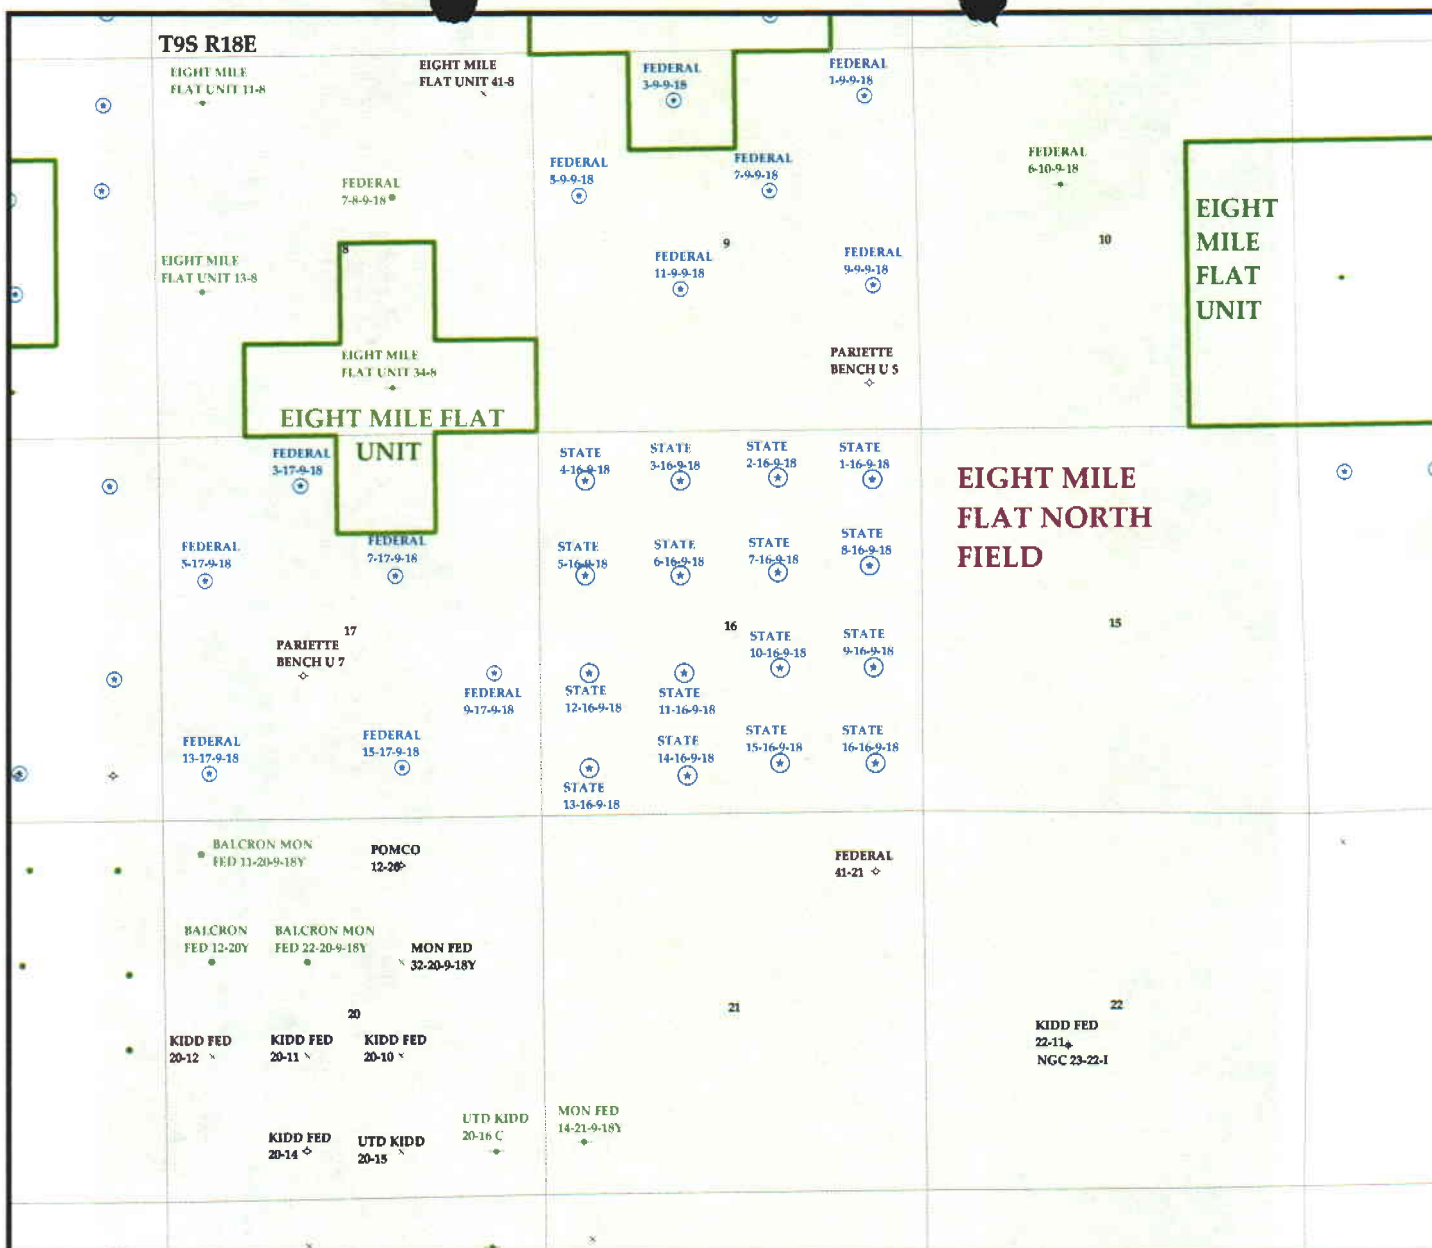 T9S R18E
EIGHT MILE
FLAT UNIT 11-8
EIGHT MILE
FLAT UNIT 41-8
FEDERAL
3-9-9-18
FEDERAL
1-9-9-18
FEDERAL
5-9-9-18
FEDERAL
7-9-9-18
FEDERAL
6-10-9-18
FEDERAL
7-8-9-18
8
9
10
EIGHT
MILE
FLAT
UNIT
EIGHT MILE
FLAT UNIT 13-8
FEDERAL
11-9-9-18
FEDERAL
9-9-9-18
EIGHT MILE
FLAT UNIT 34-8
PARIETTE
BENCH U 5
EIGHT MILE FLAT
UNIT
FEDERAL
3-17-9-18
STATE
4-16-9-18
STATE
3-16-9-18
STATE
2-16-9-18
STATE
1-16-9-18
EIGHT MILE
FLAT NORTH
FIELD
FEDERAL
5-17-9-18
FEDERAL
7-17-9-18
STATE
5-16-9-18
STATE
6-16-9-18
STATE
7-16-9-18
STATE
8-16-9-18
17
16
15
PARIETTE
BENCH U 7
STATE
10-16-9-18
STATE
9-16-9-18
FEDERAL
9-17-9-18
STATE
12-16-9-18
STATE
11-16-9-18
FEDERAL
13-17-9-18
FEDERAL
15-17-9-18
STATE
14-16-9-18
STATE
15-16-9-18
STATE
16-16-9-18
STATE
13-16-9-18
BALCRON MON
FED 11-20-9-18Y
POMCO
12-20
FEDERAL
41-21
BALCRON
FED 12-20Y
BALCRON MON
FED 22-20-9-18Y
MON FED
32-20-9-18Y
20
21
22
KIDD FED
20-12
KIDD FED
20-11
KIDD FED
20-10
KIDD FED
22-11
NGC 23-22-I
UTD KIDD
20-16 C
MON FED
14-21-9-18Y
KIDD FED
20-14
UTD KIDD
20-15